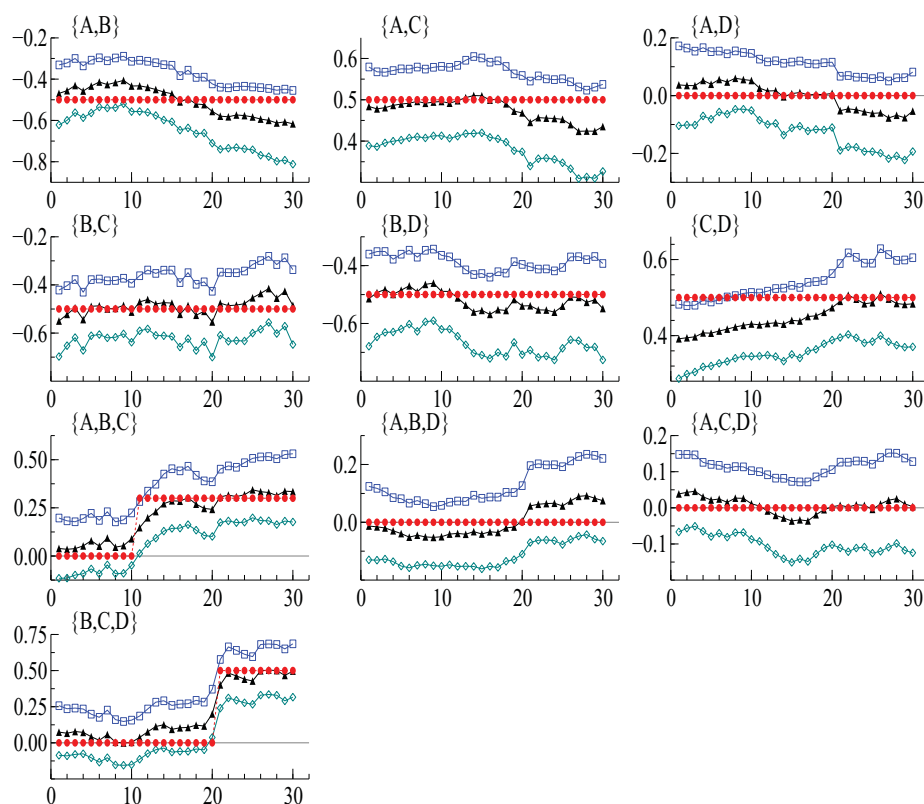 {A,B} {A,C} {A,D}
−0.2 0.2
−0.4 0.6
−0.6 0.5 0.0
−0.8 0.4 −0.2
0 10 20 30 0 10 20 30 0 10 20 30
{B,C} {B,D} {C,D}
−0.2
−0.4 −0.4 0.6
−0.6 −0.6 0.4
0 10 20 30 0 10 20 30 0 10 20 30
{A,B,C} {A,B,D} {A,C,D}
0.50 0.2 0.2
0.1
0.25 0.0 0.0
0.00 −0.1
0 10 20 30 0 10 20 30 0 10 20 30
{B,C,D}
0.75
0.50
0.25
0.00
0 10 20 30